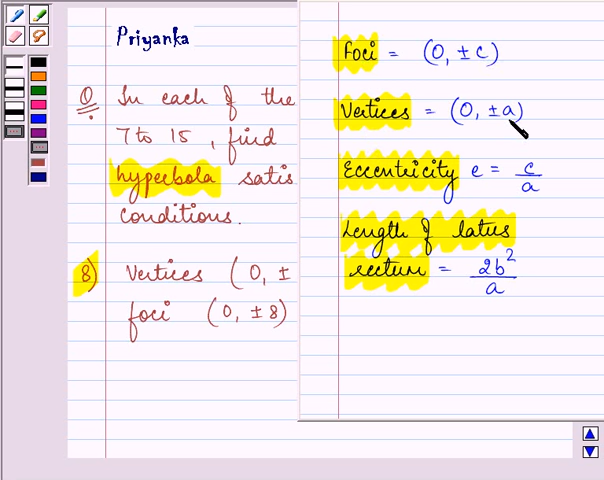 Priyanka
Q In each of the
7 to 15, find
hyperbola satis
conditions.
8) Vertices (0, ±
foci (0, ±8)
Foci = (0, ±c)
Vertices = (0, ±a)
Eccentricity e = c/a
Length of latus
rectum = 2b²/a